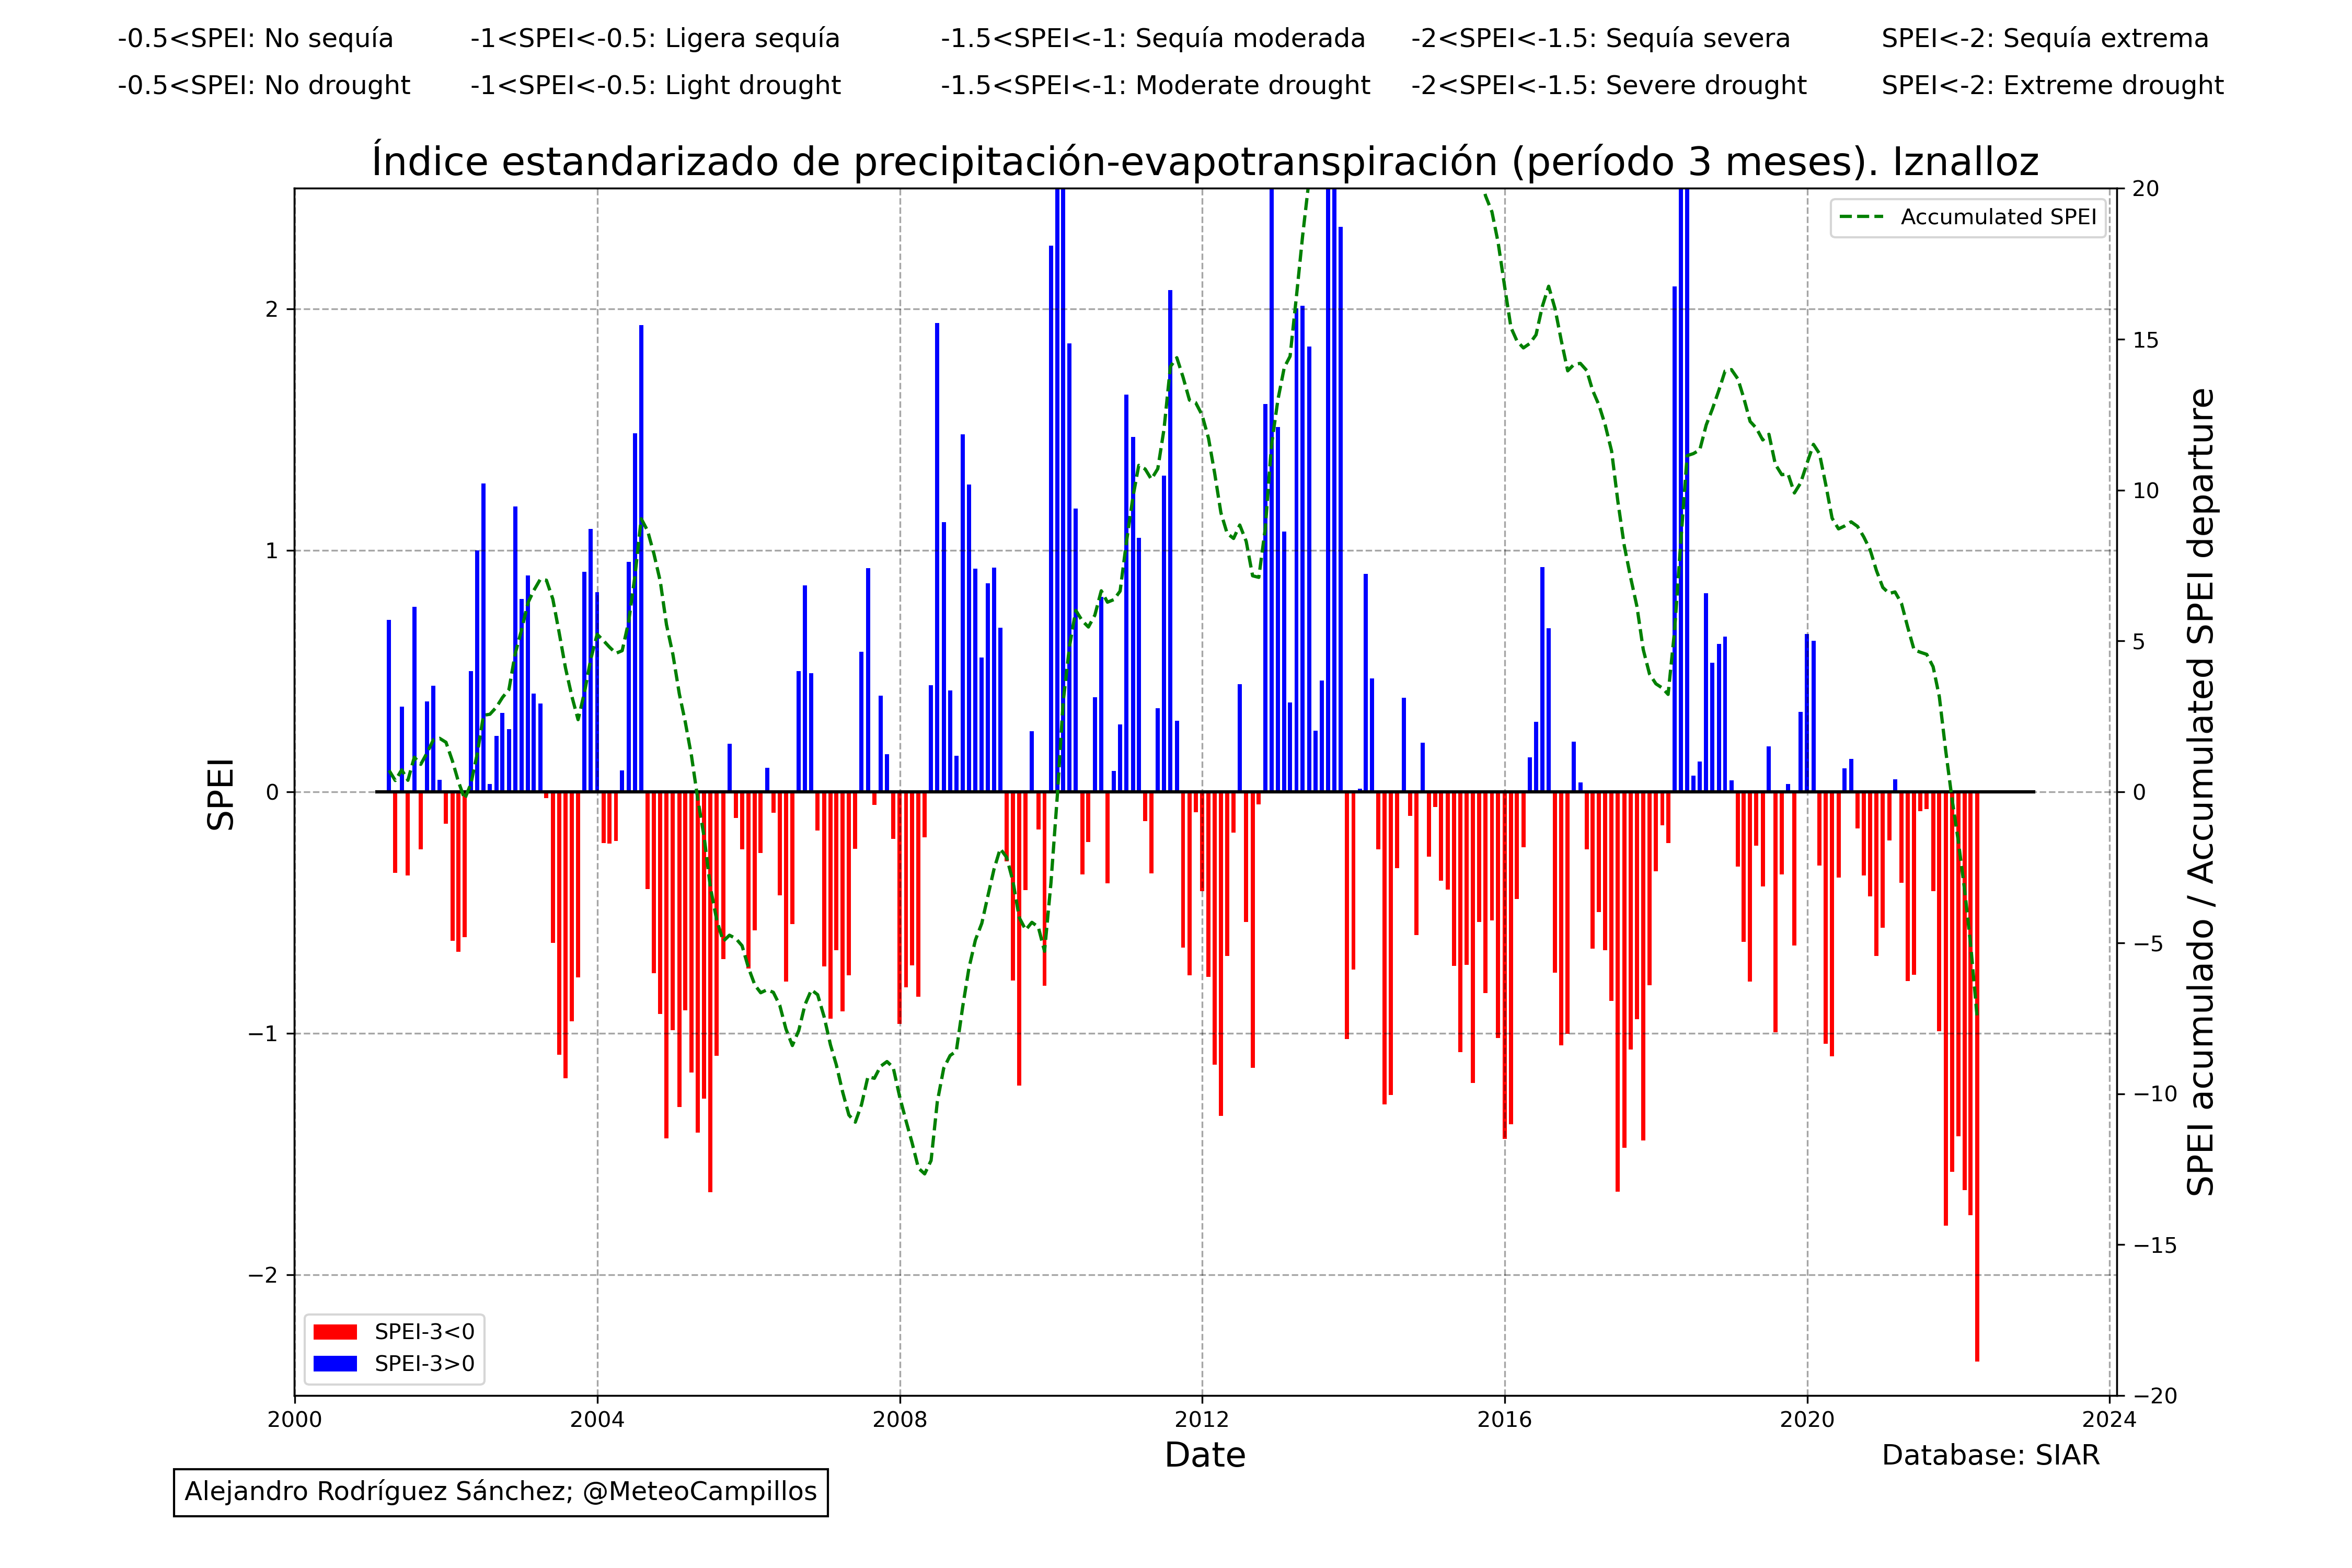 -0.5<SPEI: No sequía -1<SPEI<-0.5: Ligera sequía -1.5<SPEI<-1: Sequía moderada -2<SPEI<-1.5: Sequía severa SPEI<-2: Sequía extrema
-0.5<SPEI: No drought -1<SPEI<-0.5: Light drought -1.5<SPEI<-1: Moderate drought -2<SPEI<-1.5: Severe drought SPEI<-2: Extreme drought
Índice estandarizado de precipitación-evapotranspiración (período 3 meses). Iznalloz
Accumulated SPEI
SPEI
2
1
0
−1
−2
20
15
10
5
0
−5
−10
−15
−20
SPEI acumulado / Accumulated SPEI departure
SPEI-3<0
SPEI-3>0
2000 2004 2008 2012 2016 2020 2024
Date
Database: SIAR
Alejandro Rodríguez Sánchez; @MeteoCampillos